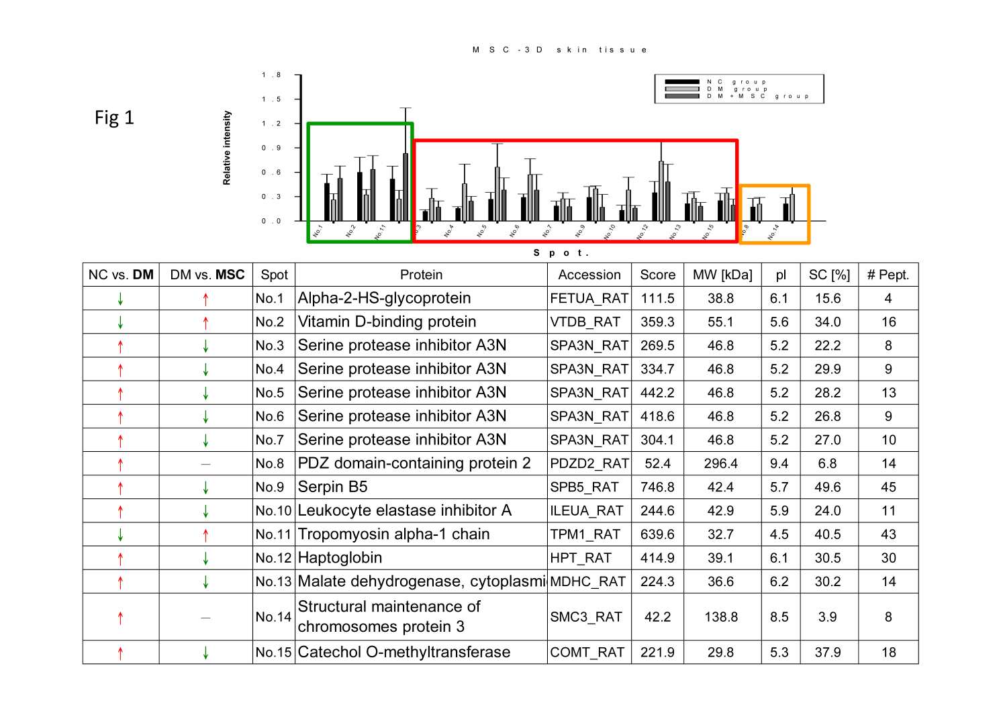 MSC-3D skin tissue
Fig 1
1.8
1.5
1.2
0.9
0.6
0.3
0.0
Relative intensity
NC group
DM group
DM+MSC group
No.1
No.2
No.11
No.4
No.5
No.6
No.7
No.9
No.10
No.12
No.13
No.15
No.14
Spot.
NC vs. DM DM vs. MSC Spot Protein Accession Score MW [kDa] pI SC [%] # Pept.
↓ ↑ No.1 Alpha-2-HS-glycoprotein FETUA_RAT 111.5 38.8 6.1 15.6 4
↓ ↑ No.2 Vitamin D-binding protein VTDB_RAT 359.3 55.1 5.6 34.0 16
↑ ↓ No.3 Serine protease inhibitor A3N SPA3N_RAT 269.5 46.8 5.2 22.2 8
↑ ↓ No.4 Serine protease inhibitor A3N SPA3N_RAT 334.7 46.8 5.2 29.9 9
↑ ↓ No.5 Serine protease inhibitor A3N SPA3N_RAT 442.2 46.8 5.2 28.2 13
↑ ↓ No.6 Serine protease inhibitor A3N SPA3N_RAT 418.6 46.8 5.2 26.8 9
↑ ↓ No.7 Serine protease inhibitor A3N SPA3N_RAT 304.1 46.8 5.2 27.0 10
↑ – No.8 PDZ domain-containing protein 2 PDZD2_RAT 52.4 296.4 9.4 6.8 14
↑ ↓ No.9 Serpin B5 SPB5_RAT 746.8 42.4 5.7 49.6 45
↑ ↓ No.10 Leukocyte elastase inhibitor A ILEUA_RAT 244.6 42.9 5.9 24.0 11
↓ ↑ No.11 Tropomyosin alpha-1 chain TPM1_RAT 639.6 32.7 4.5 40.5 43
↑ ↓ No.12 Haptoglobin HPT_RAT 414.9 39.1 6.1 30.5 30
↑ ↓ No.13 Malate dehydrogenase, cytoplasmi MDHC_RAT 224.3 36.6 6.2 30.2 14
↑ – No.14 Structural maintenance of
chromosomes protein 3 SMC3_RAT 42.2 138.8 8.5 3.9 8
↑ ↓ No.15 Catechol O-methyltransferase COMT_RAT 221.9 29.8 5.3 37.9 18